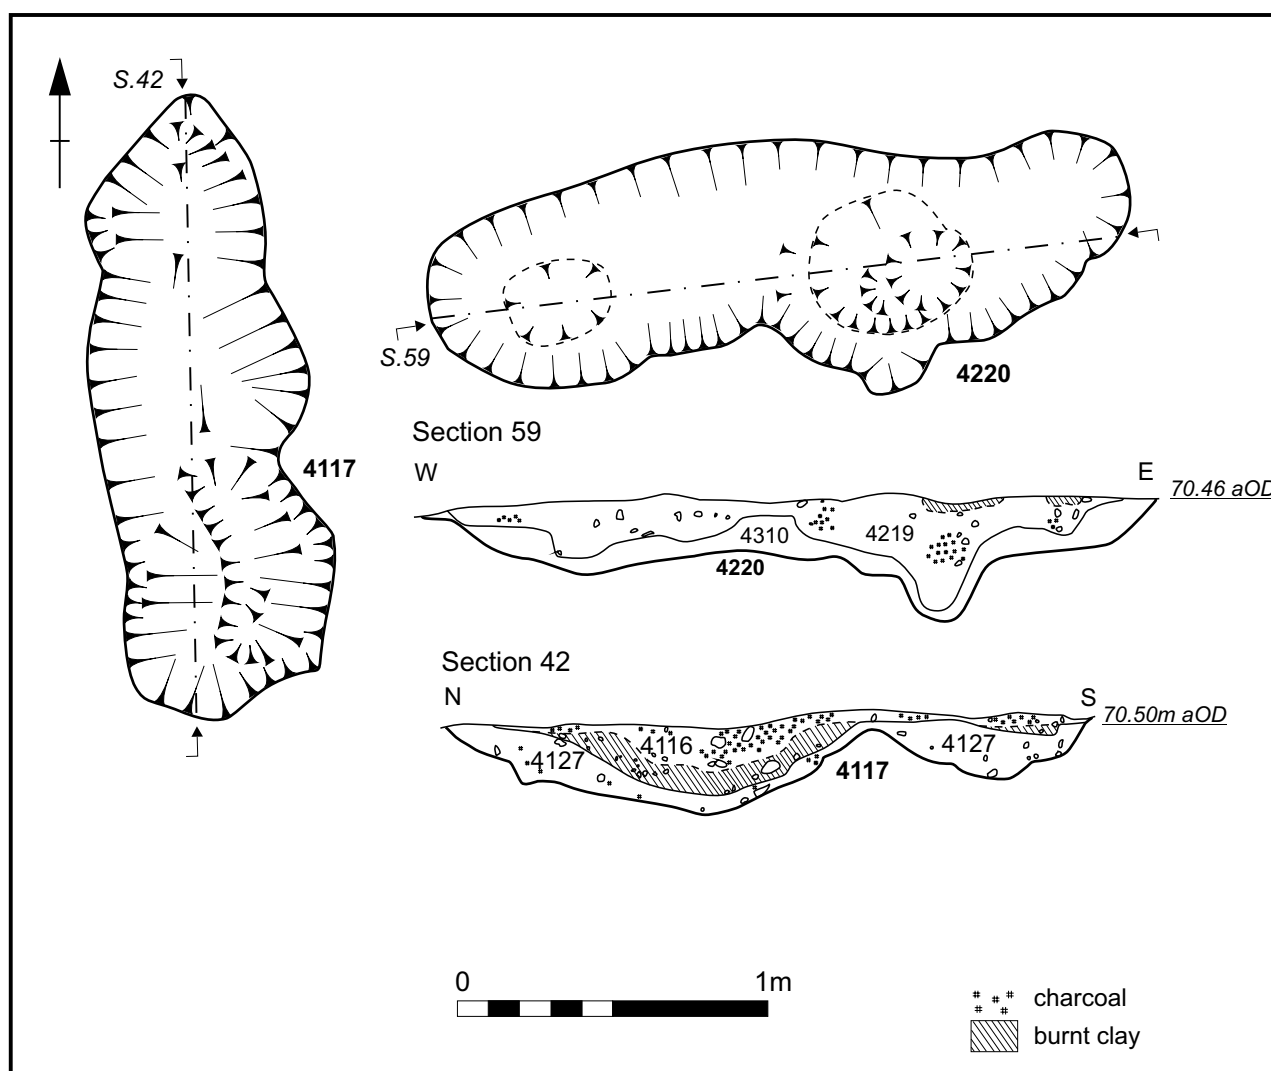 S.42
S.59
4220
4117
Section 59
W
E
70.46 aOD
4310
4219
4220
Section 42
N
S
70.50m aOD
4127
4116
4127
4117
0
1m
charcoal
burnt clay